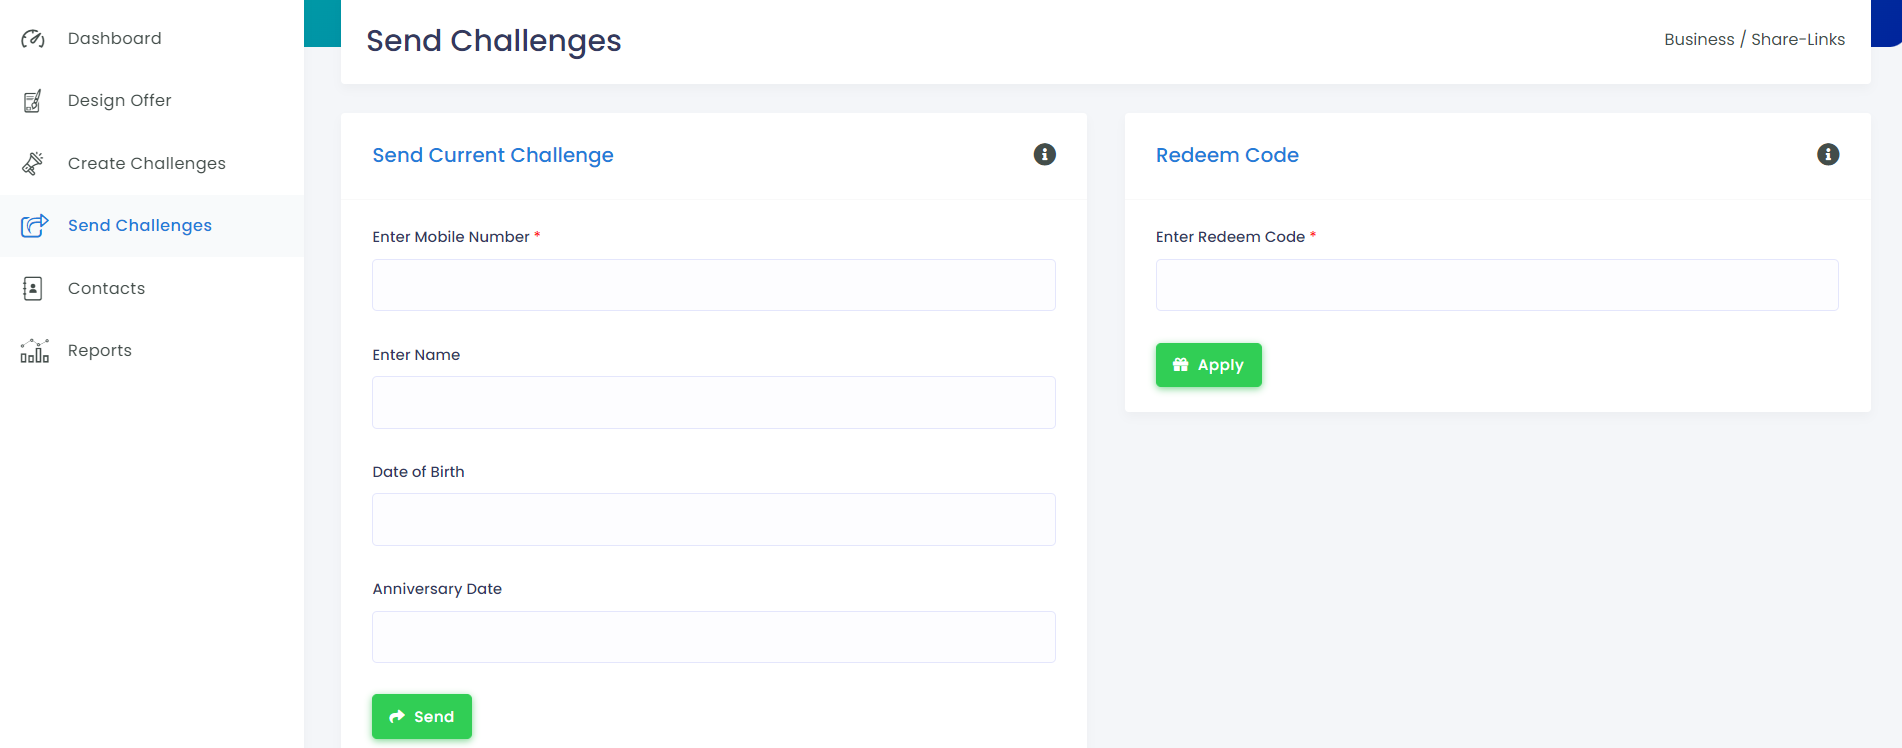 Dashboard
Design Offer
Create Challenges
Send Challenges
Contacts
Reports
Send Challenges
Business / Share-Links
Send Current Challenge
Enter Mobile Number *
Enter Name
Date of Birth
Anniversary Date
Send
Redeem Code
Enter Redeem Code *
Apply